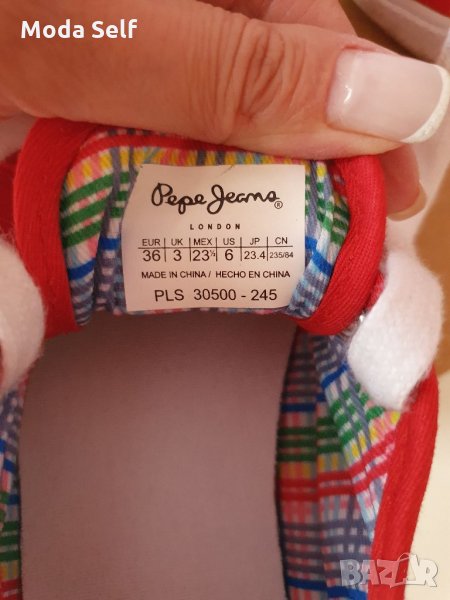 Moda Self
Pepe Jeans®
LONDON
EUR UK MEX US JP CN
36 3 23½ 6 23.4 235/84
MADE IN CHINA / HECHO EN CHINA
PLS 30500 - 245
BAZAR